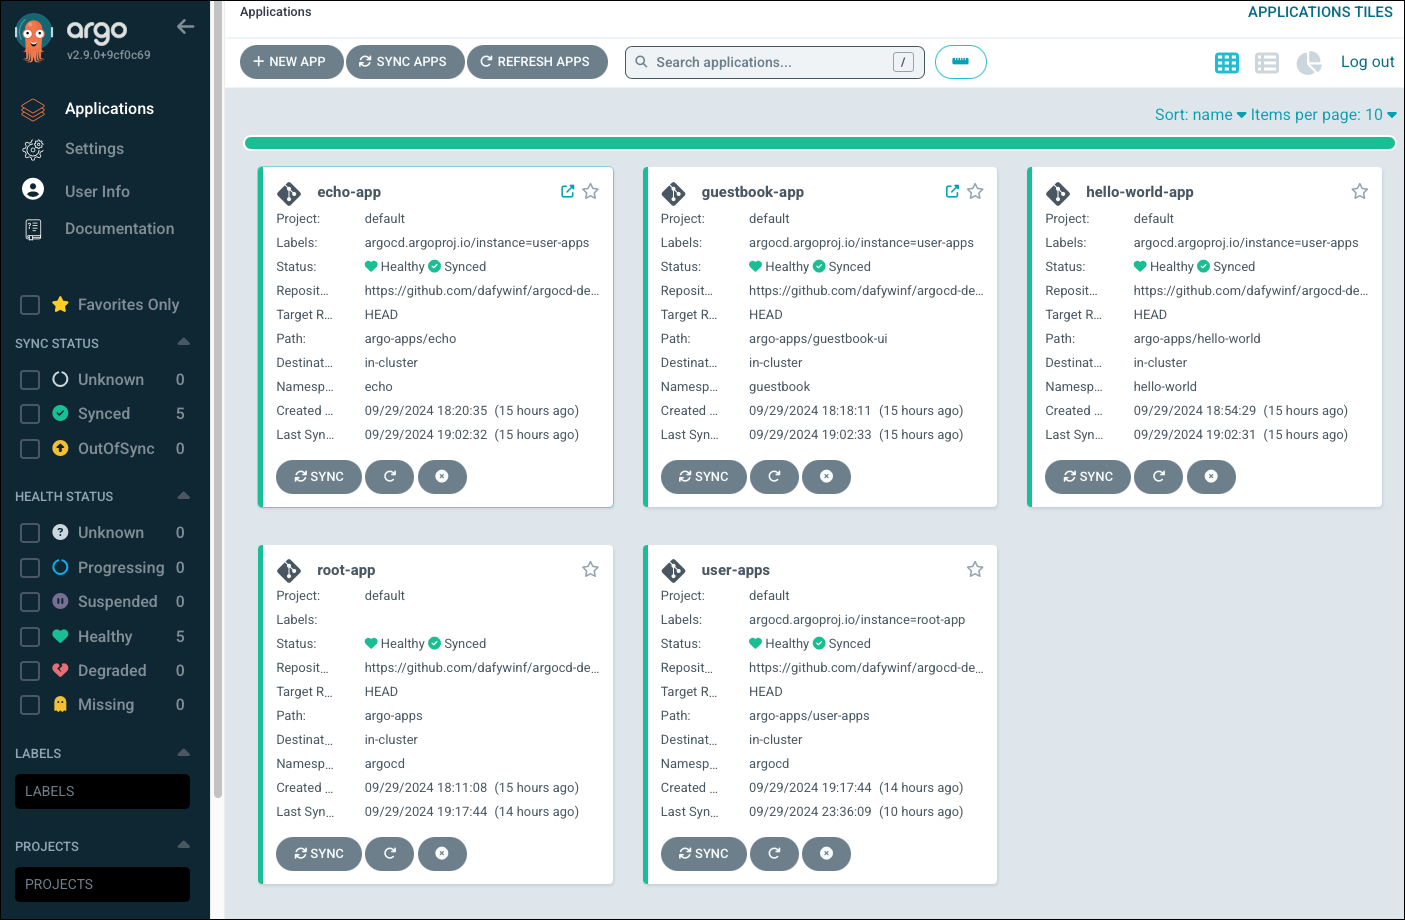 argo
v2.9.0+9cf0c69
Applications
Settings
User Info
Documentation
Favorites Only
SYNC STATUS
Unknown 0
Synced 5
OutOfSync 0
HEALTH STATUS
Unknown 0
Progressing 0
Suspended 0
Healthy 5
Degraded 0
Missing 0
LABELS
LABELS
PROJECTS
PROJECTS
Applications
APPLICATIONS TILES
NEW APP
SYNC APPS
REFRESH APPS
Search applications...
/
Log out
Sort: name
Items per page: 10
echo-app
Project: default
Labels: argocd.argoproj.io/instance=user-apps
Status: Healthy Synced
Reposit... https://github.com/dafywinf/argocd-de...
Target R... HEAD
Path: argo-apps/echo
Destinat... in-cluster
Namesp... echo
Created ... 09/29/2024 18:20:35 (15 hours ago)
Last Syn... 09/29/2024 19:02:32 (15 hours ago)
SYNC
guestbook-app
Project: default
Labels: argocd.argoproj.io/instance=user-apps
Status: Healthy Synced
Reposit... https://github.com/dafywinf/argocd-de...
Target R... HEAD
Path: argo-apps/guestbook-ui
Destinat... in-cluster
Namesp... guestbook
Created ... 09/29/2024 18:18:11 (15 hours ago)
Last Syn... 09/29/2024 19:02:33 (15 hours ago)
SYNC
hello-world-app
Project: default
Labels: argocd.argoproj.io/instance=user-apps
Status: Healthy Synced
Reposit... https://github.com/dafywinf/argocd-de...
Target R... HEAD
Path: argo-apps/hello-world
Destinat... in-cluster
Namesp... hello-world
Created ... 09/29/2024 18:54:29 (15 hours ago)
Last Syn... 09/29/2024 19:02:31 (15 hours ago)
SYNC
root-app
Project: default
Labels:
Status: Healthy Synced
Reposit... https://github.com/dafywinf/argocd-de...
Target R... HEAD
Path: argo-apps
Destinat... in-cluster
Namesp... argocd
Created ... 09/29/2024 18:11:08 (15 hours ago)
Last Syn... 09/29/2024 19:17:44 (14 hours ago)
SYNC
user-apps
Project: default
Labels: argocd.argoproj.io/instance=root-app
Status: Healthy Synced
Reposit... https://github.com/dafywinf/argocd-de...
Target R... HEAD
Path: argo-apps/user-apps
Destinat... in-cluster
Namesp... argocd
Created ... 09/29/2024 19:17:44 (14 hours ago)
Last Syn... 09/29/2024 23:36:09 (10 hours ago)
SYNC